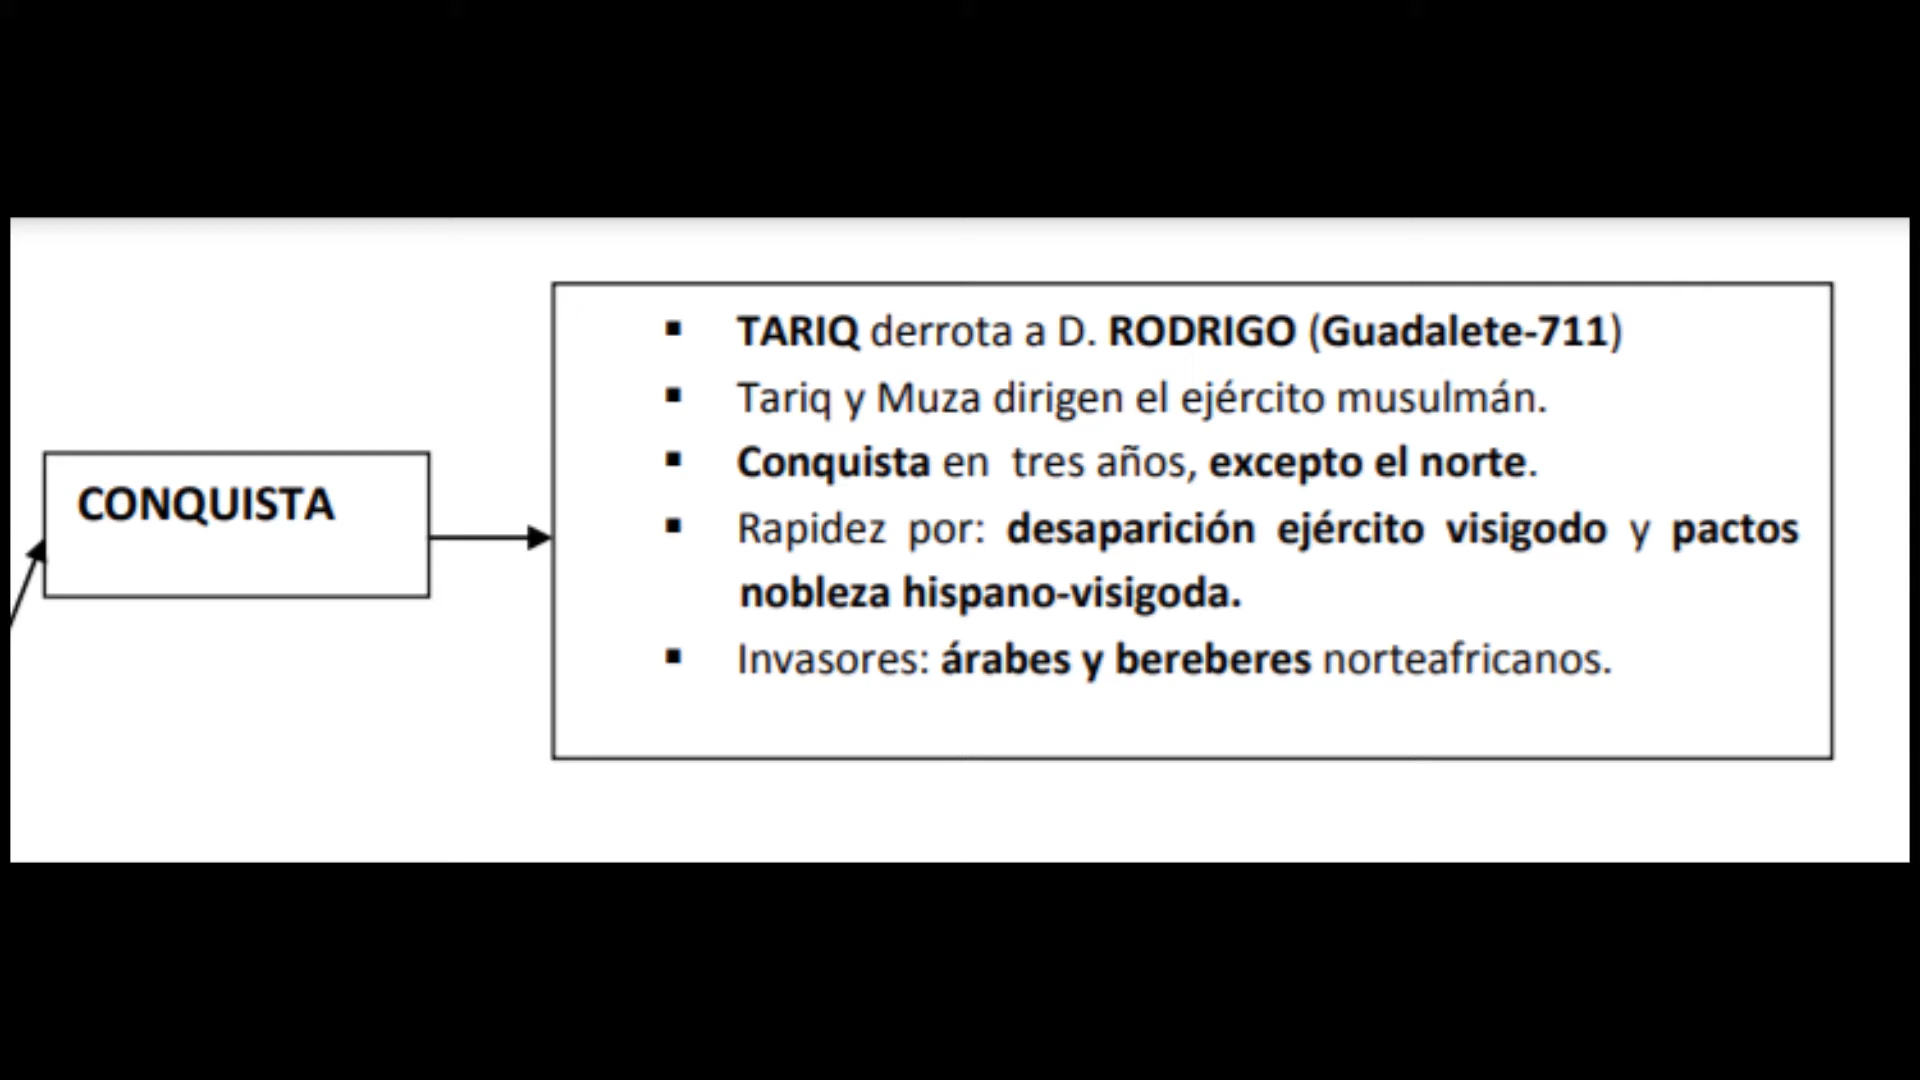 CONQUISTA
▪ TARIQ derrota a D. RODRIGO (Guadalete-711)
▪ Tariq y Muza dirigen el ejército musulmán.
▪ Conquista en tres años, excepto el norte.
▪ Rapidez por: desaparición ejército visigodo y pactos
nobleza hispano-visigoda.
▪ Invasores: árabes y bereberes norteafricanos.